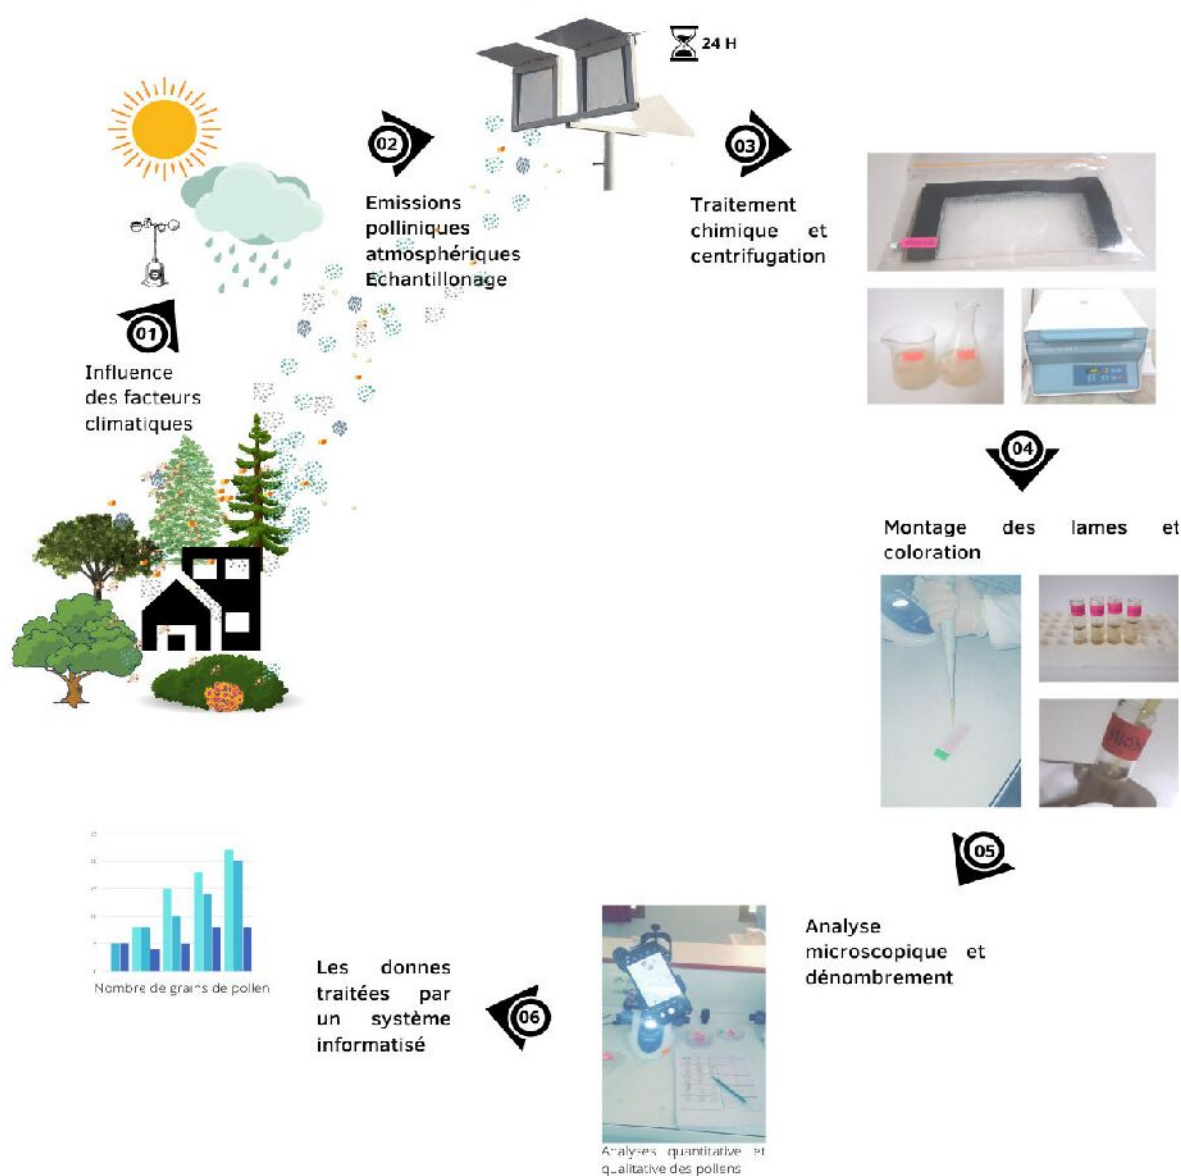 24 H
02
Emissions
polliniques
atmosphériques
Echantillonage
03
Traitement
chimique et
centrifugation
01
Influence
des facteurs
climatiques
04
Montage des lames et
coloration
05
Analyse
microscopique et
dénombrement
Analyses quantitative et
qualitative des pollens
06
Les donnes
traitées par
un système
informatisé
Nombre de grains de pollen